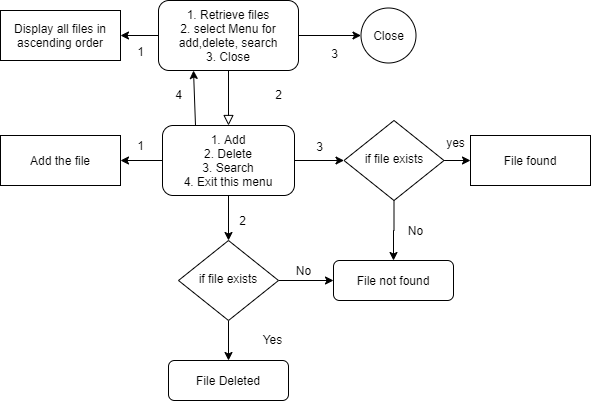 Display all files in
ascending order
1
1. Retrieve files
2. select Menu for
add,delete, search
3. Close
3
Close
4
2
Add the file
1
1. Add
2. Delete
3. Search
4. Exit this menu
3
if file exists
yes
File found
2
No
if file exists
No
File not found
Yes
File Deleted